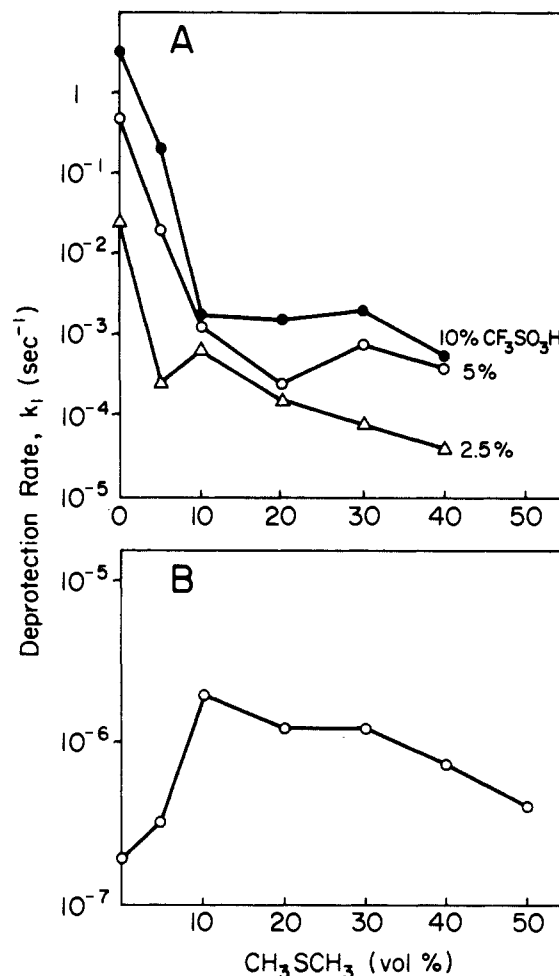 A
1
10⁻¹
10⁻²
10⁻³
10⁻⁴
10⁻⁵
10% CF₃SO₃H
5%
2.5%
0 10 20 30 40 50
Deprotection Rate, k₁ (sec⁻¹)
B
10⁻⁵
10⁻⁶
10⁻⁷
10 20 30 40 50
CH₃SCH₃ (vol %)